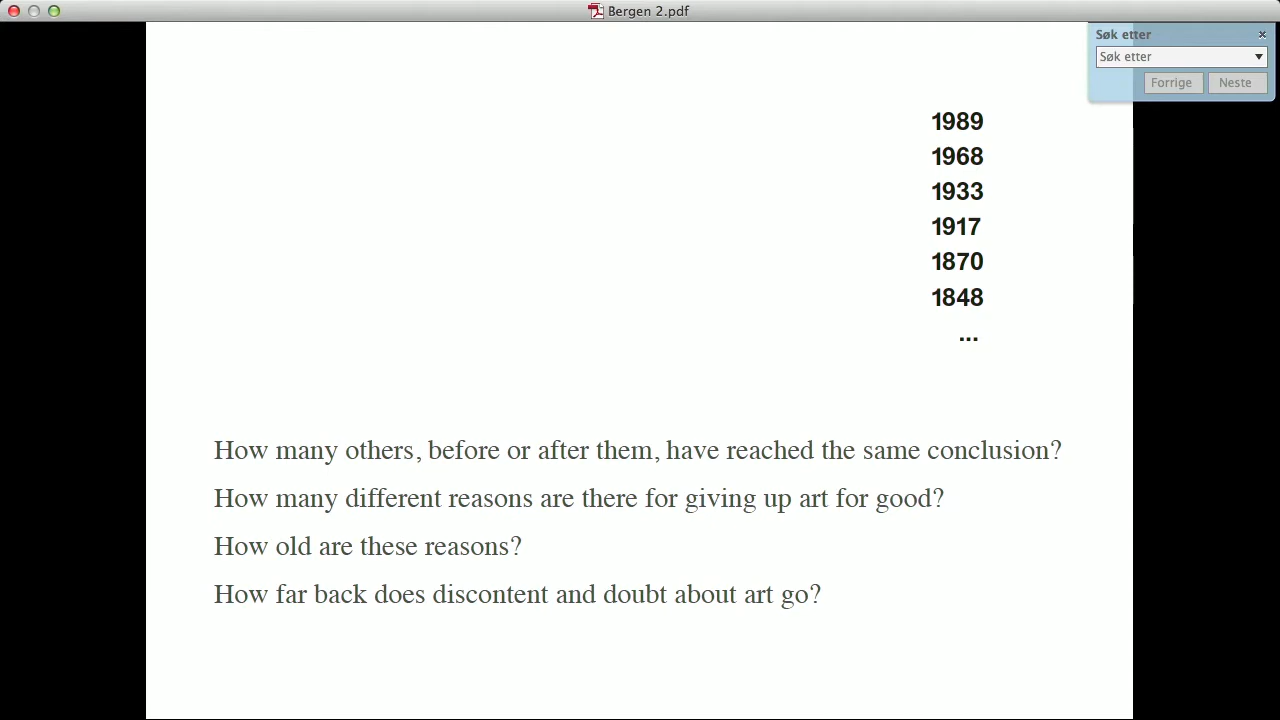 Bergen 2.pdf
Søk etter
Søk etter
Forrige Neste
1989
1968
1933
1917
1870
1848
...
How many others, before or after them, have reached the same conclusion?
How many different reasons are there for giving up art for good?
How old are these reasons?
How far back does discontent and doubt about art go?